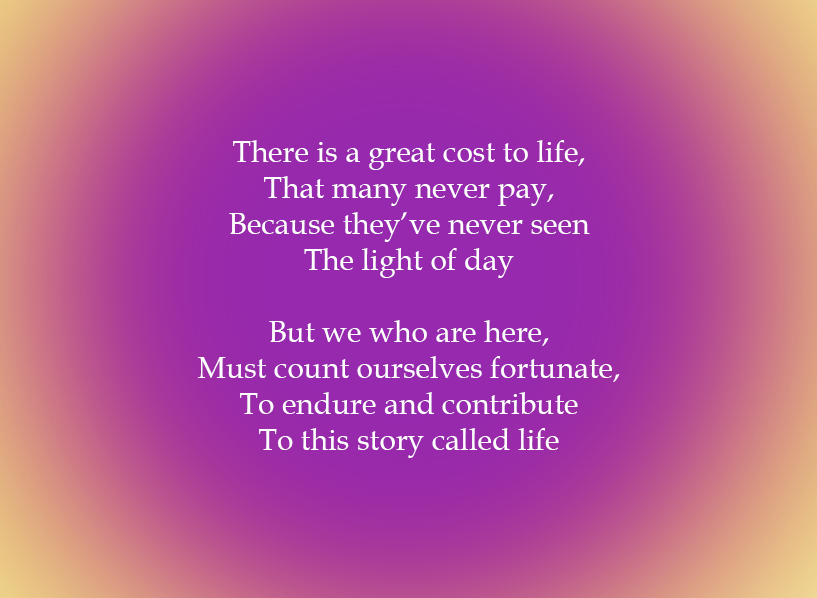 There is a great cost to life,
That many never pay,
Because they’ve never seen
The light of day
But we who are here,
Must count ourselves fortunate,
To endure and contribute
To this story called life